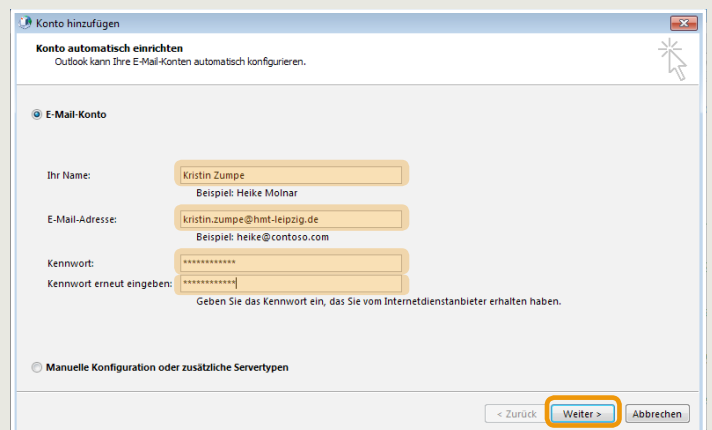 Konto hinzufügen
Konto automatisch einrichten
Outlook kann Ihre E-Mail-Konten automatisch konfigurieren.
E-Mail-Konto
Ihr Name: Kristin Zumpe
Beispiel: Heike Molnar
E-Mail-Adresse: kristin.zumpe@hmt-leipzig.de
Beispiel: heike@contoso.com
Kennwort: ************
Kennwort erneut eingeben: ************
Geben Sie das Kennwort ein, das Sie vom Internetdienstanbieter erhalten haben.
Manuelle Konfiguration oder zusätzliche Servertypen
< Zurück Weiter > Abbrechen